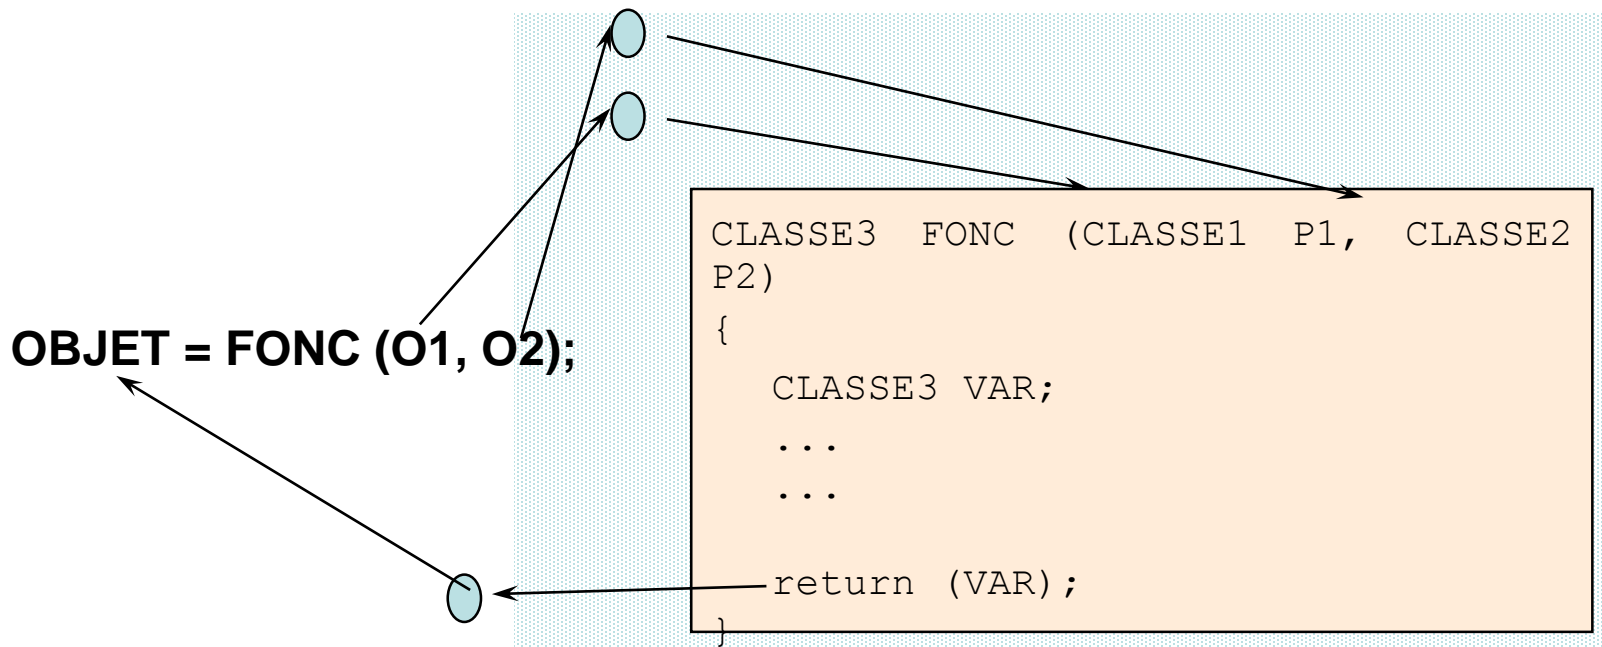 CLASSE3 FONC (CLASSE1 P1, CLASSE2
P2)
{
OBJET = FONC (O1, O2);
CLASSE3 VAR;
...
...
return (VAR);
}